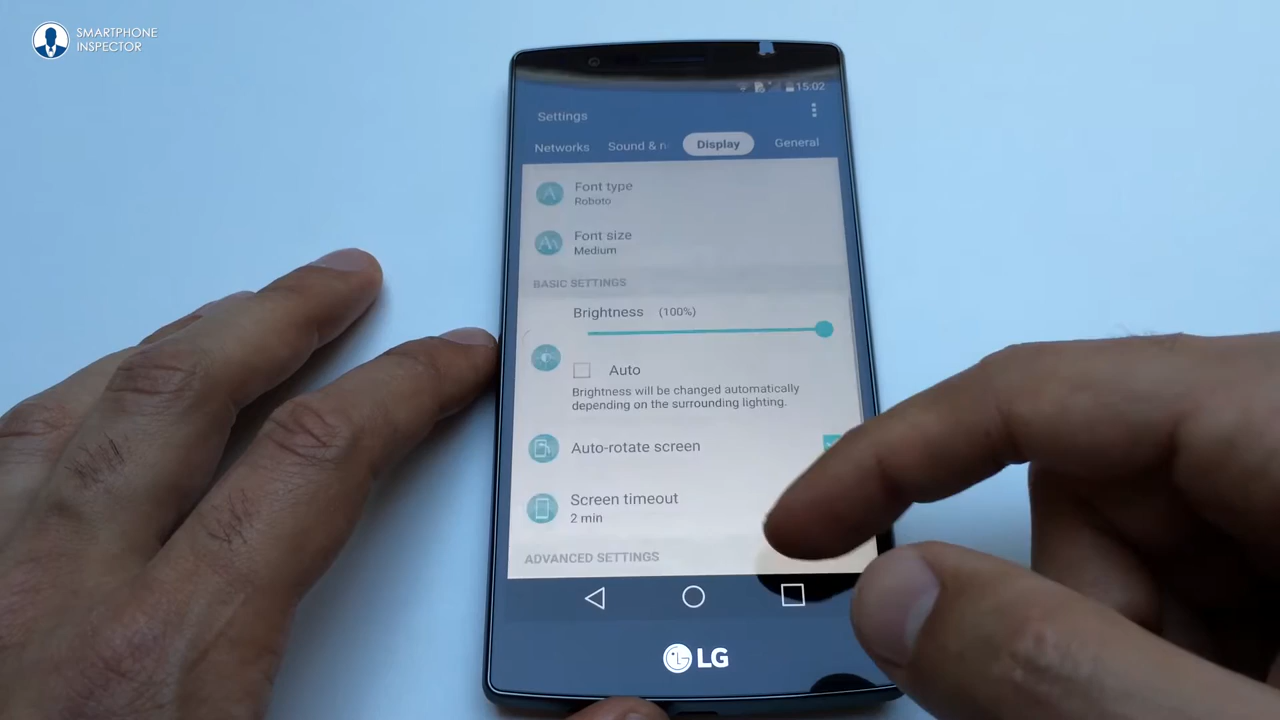 SMARTPHONE
INSPECTOR
15:02
Settings
Networks Sound & n Display General
Font type
Roboto
Font size
Medium
BASIC SETTINGS
Brightness (100%)
Auto
Brightness will be changed automatically
depending on the surrounding lighting.
Auto-rotate screen
Screen timeout
2 min
ADVANCED SETTINGS
LG